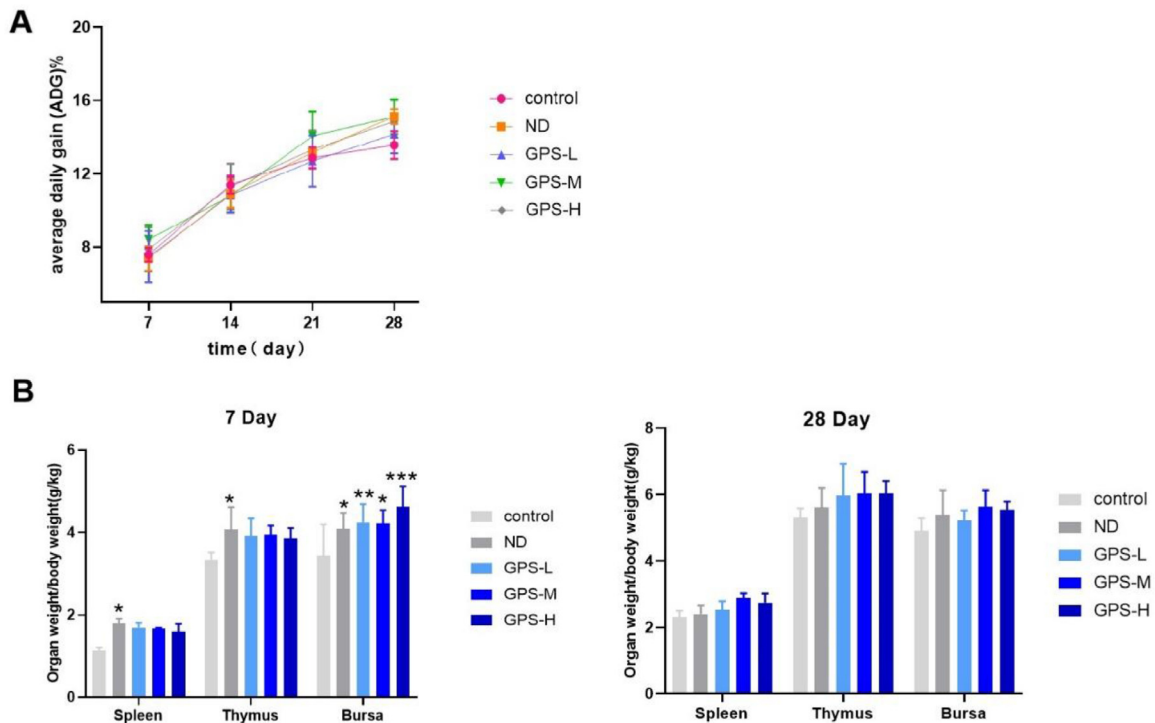 A
average daily gain (ADG)%
20
16
12
8
7 14 21 28
time( day)
control
ND
GPS-L
GPS-M
GPS-H
B
7 Day
Organ weight/body weight(g/kg)
6
4
2
0
* * * ** * ***
Spleen Thymus Bursa
control
ND
GPS-L
GPS-M
GPS-H
28 Day
Organ weight/body weight(g/kg)
8
6
4
2
0
Spleen Thymus Bursa
control
ND
GPS-L
GPS-M
GPS-H